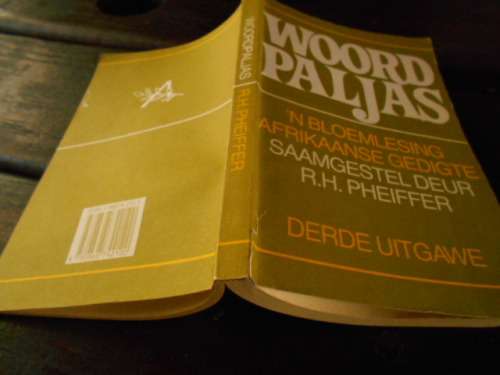 WOORD
PALJAS
'N BLOEMLESING
AFRIKAANSE GEDIGTE
SAAMGESTEL DEUR
R.H. PHEIFFER
DERDE UITGAWE
WOORDPALJAS R.H. PHEIFFER